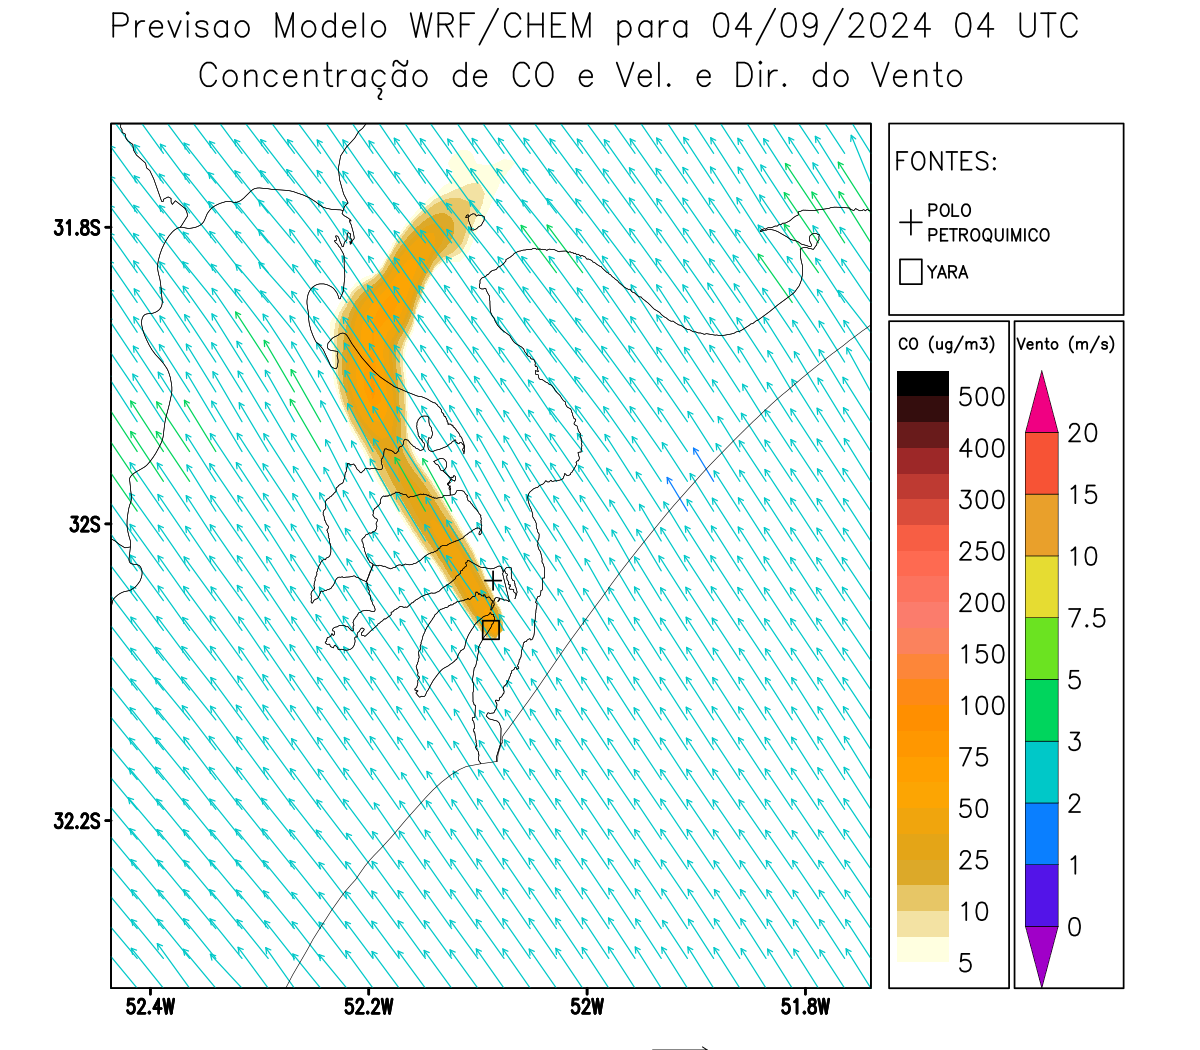 Previsao Modelo WRF/CHEM para 04/09/2024 04 UTC
Concentração de CO e Vel. e Dir. do Vento
FONTES:
POLO
PETROQUIMICO
YARA
CO (ug/m3)
500
400
300
250
200
150
100
75
50
25
10
5
Vento (m/s)
20
15
10
7.5
5
3
2
1
0
31.8S
32S
32.2S
52.4W
52.2W
52W
51.8W